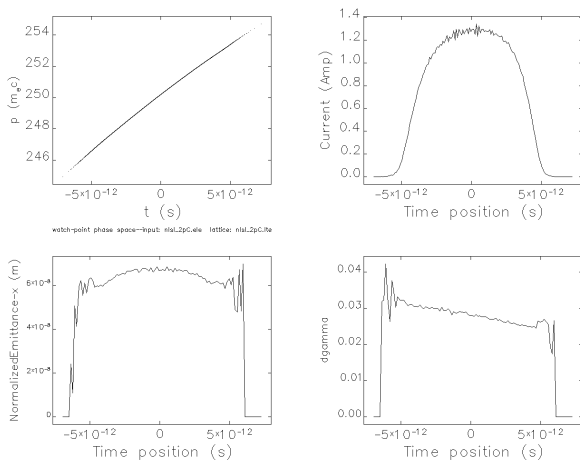 254
252
250
248
246
p (mₑc)
−5×10⁻¹² 0 5×10⁻¹²
t (s)
1.4
1.2
1.0
0.8
0.6
0.4
0.2
0.0
Current (Amp)
−5×10⁻¹² 0 5×10⁻¹²
Time position (s)
watch-point phase space--input: nlsl_2pC.ele lattice: nlsl_2pC.lte
6×10⁻⁸
4×10⁻⁸
2×10⁻⁸
0
NormalizedEmittance-x (m)
−5×10⁻¹² 0 5×10⁻¹²
Time position (s)
0.04
0.03
0.02
0.01
0.00
dgamma
−5×10⁻¹² 0 5×10⁻¹²
Time position (s)